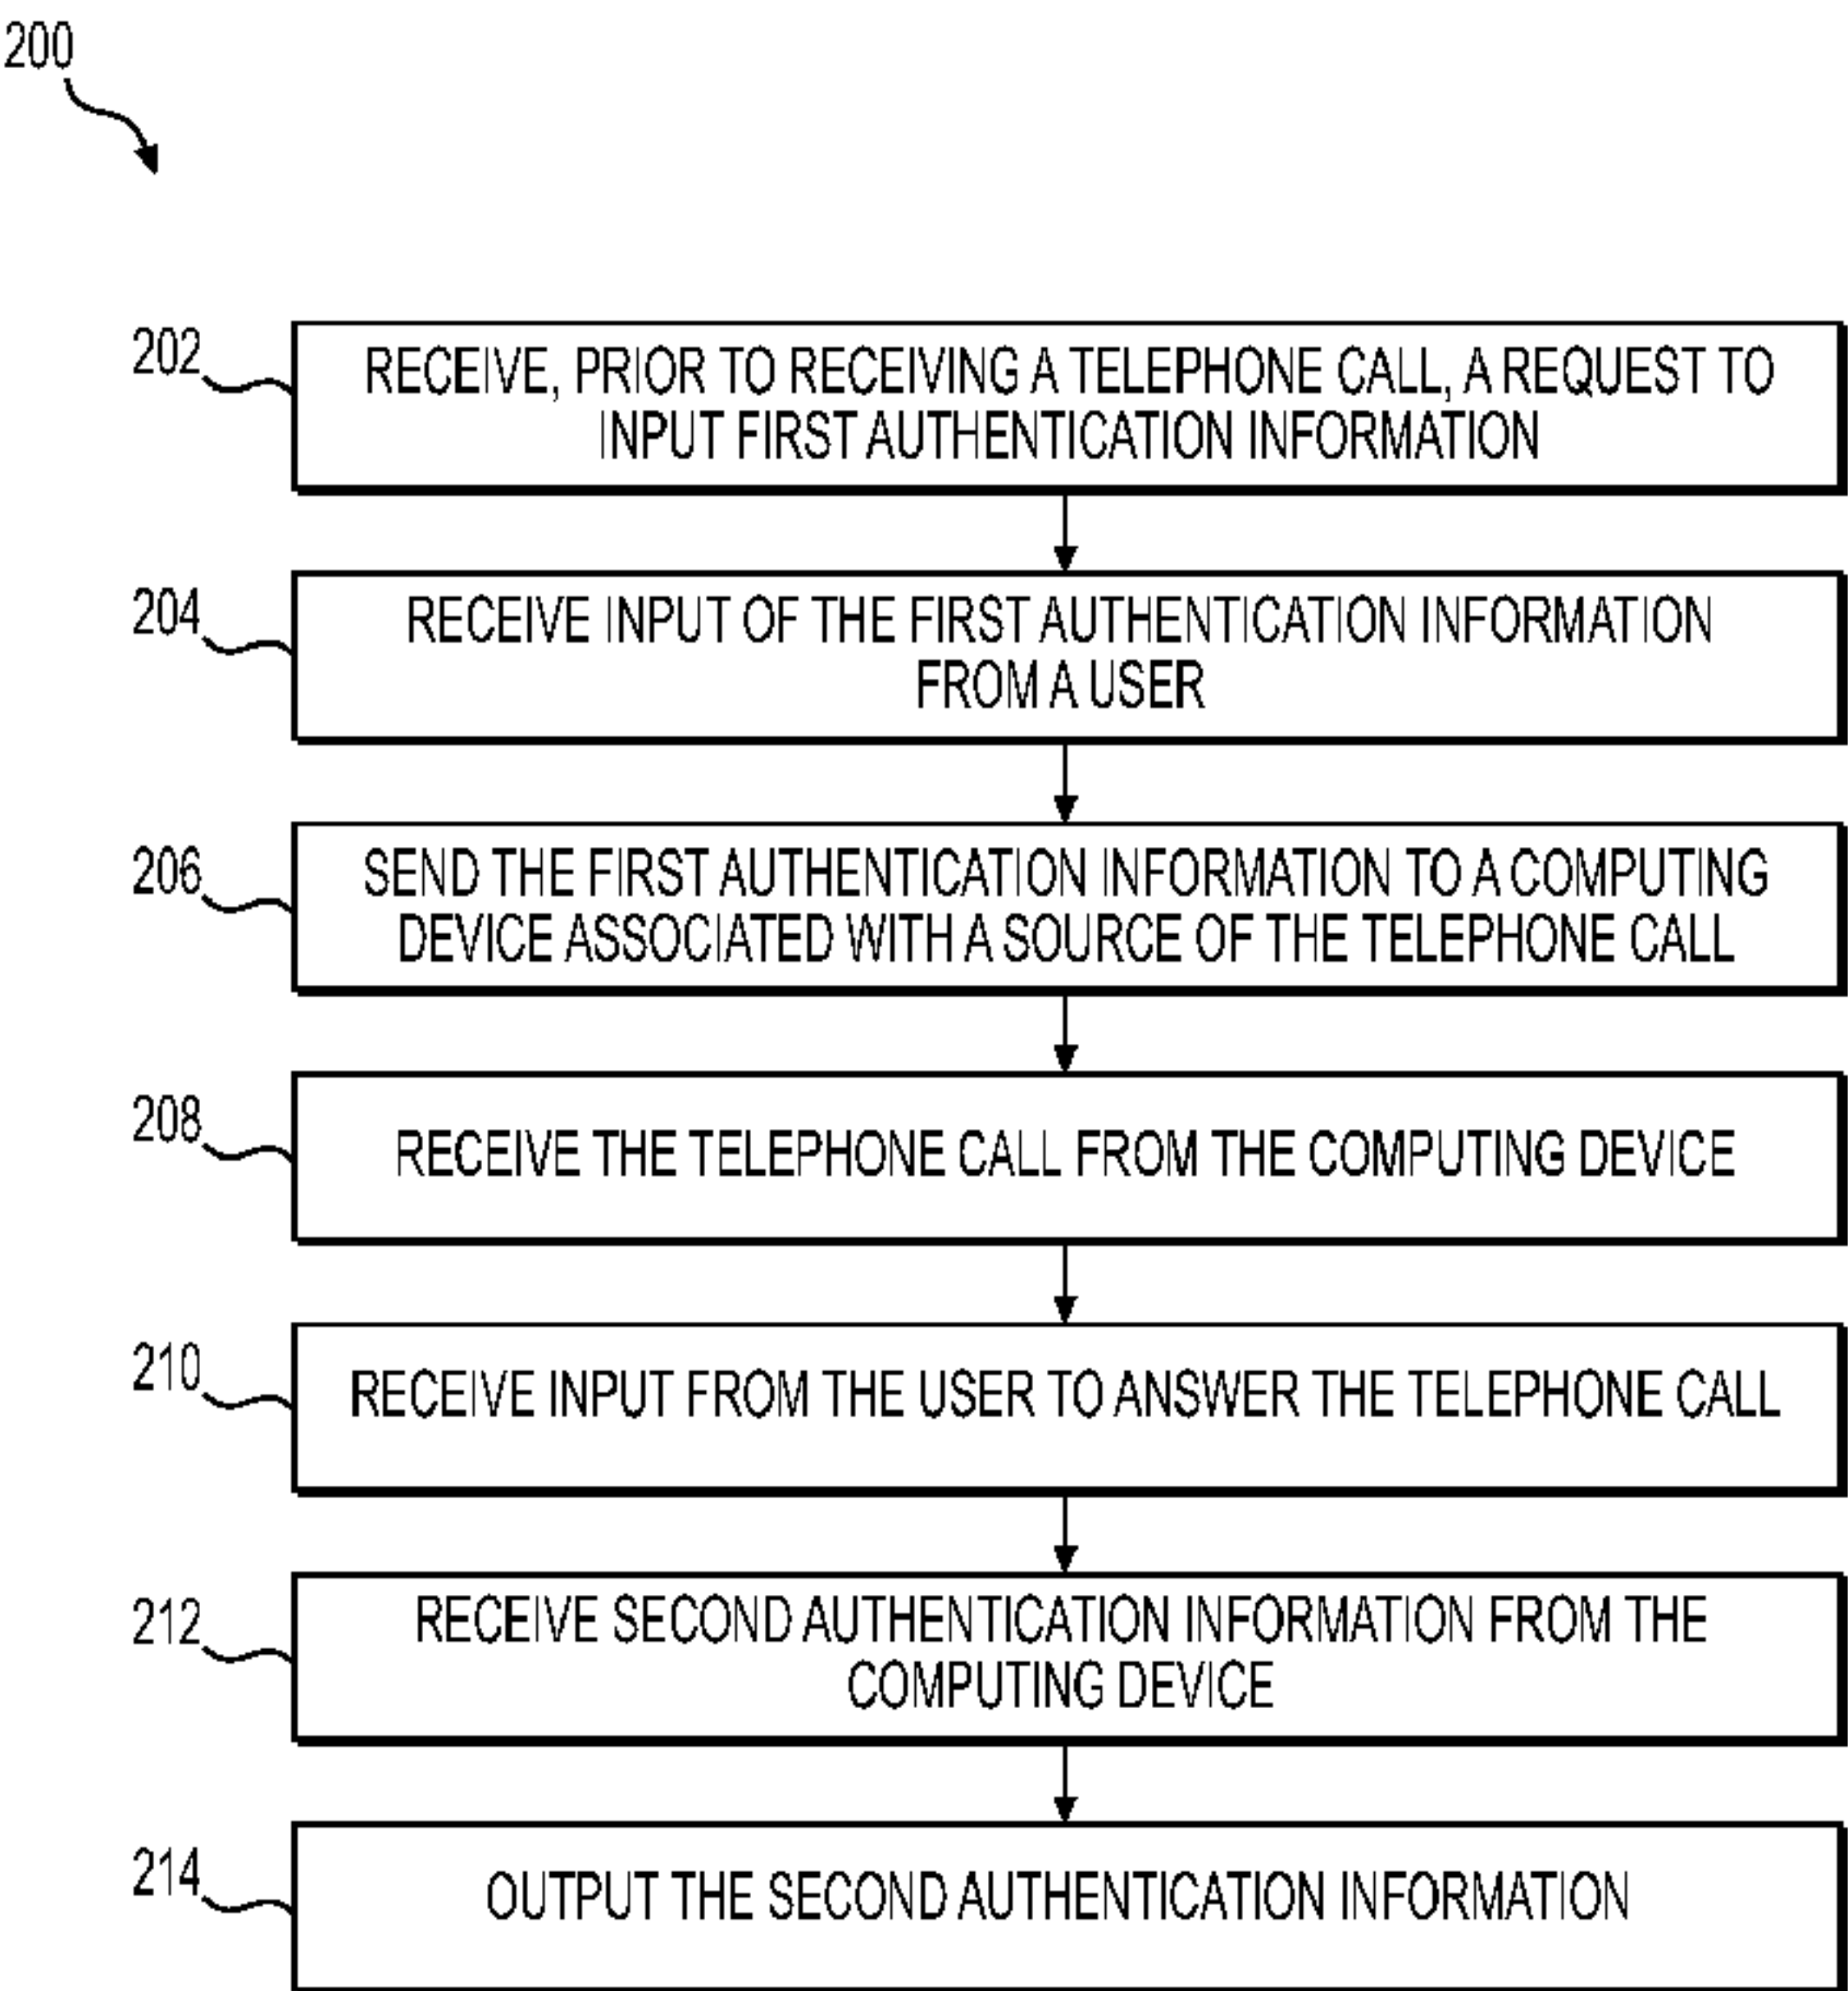 200
202
RECEIVE, PRIOR TO RECEIVING A TELEPHONE CALL, A REQUEST TO
INPUT FIRST AUTHENTICATION INFORMATION
204
RECEIVE INPUT OF THE FIRST AUTHENTICATION INFORMATION
FROM A USER
206
SEND THE FIRST AUTHENTICATION INFORMATION TO A COMPUTING
DEVICE ASSOCIATED WITH A SOURCE OF THE TELEPHONE CALL
208
RECEIVE THE TELEPHONE CALL FROM THE COMPUTING DEVICE
210
RECEIVE INPUT FROM THE USER TO ANSWER THE TELEPHONE CALL
212
RECEIVE SECOND AUTHENTICATION INFORMATION FROM THE
COMPUTING DEVICE
214
OUTPUT THE SECOND AUTHENTICATION INFORMATION